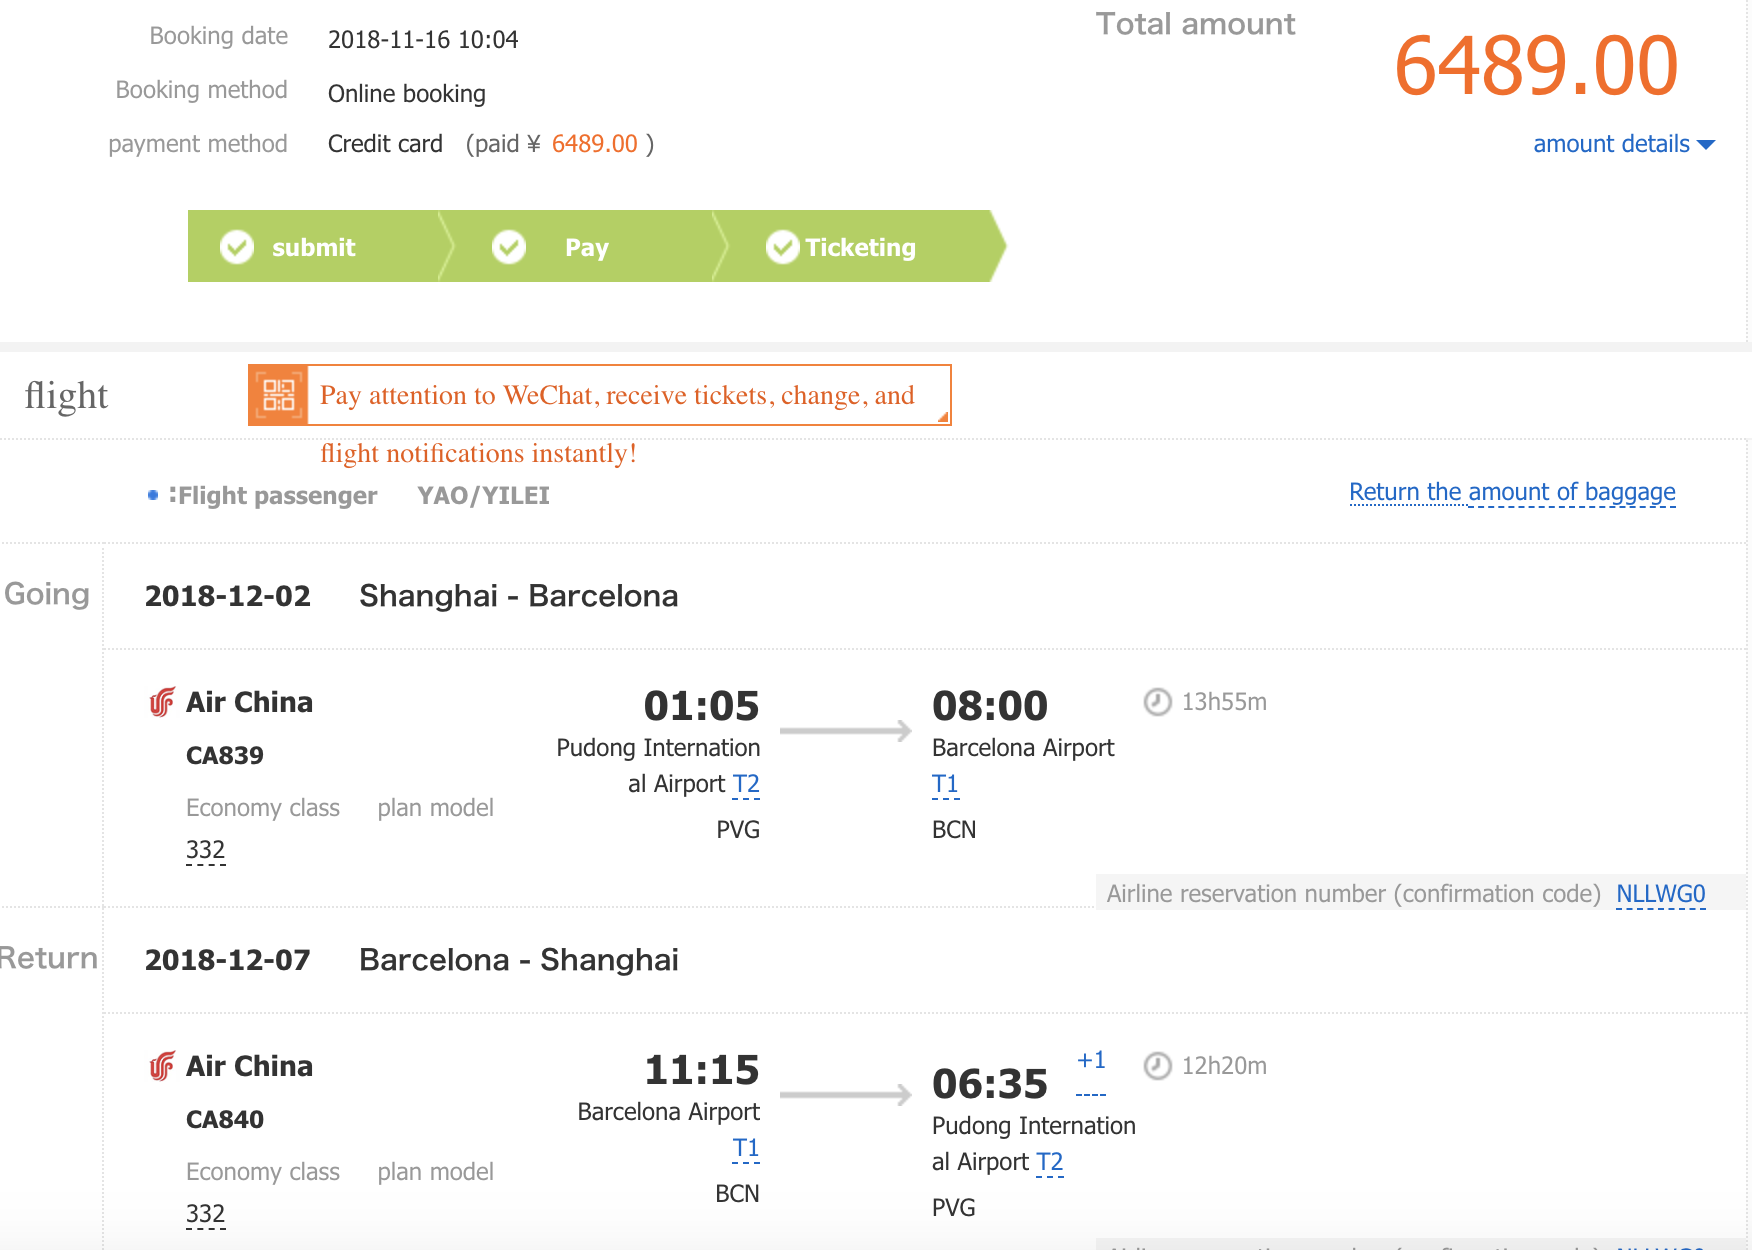 Booking date 2018-11-16 10:04
Total amount 6489.00
Booking method Online booking
payment method Credit card (paid ¥ 6489.00 )
amount details
submit Pay Ticketing
flight
Pay attention to WeChat, receive tickets, change, and
flight notifications instantly!
:Flight passenger YAO/YILEI
Return the amount of baggage
Going 2018-12-02 Shanghai - Barcelona
Air China 01:05 08:00 13h55m
CA839 Pudong Internation Barcelona Airport
al Airport T2 T1
Economy class plan model
PVG BCN
332
Airline reservation number (confirmation code) NLLWG0
Return 2018-12-07 Barcelona - Shanghai
Air China 11:15 06:35 +1 12h20m
CA840 Barcelona Airport Pudong Internation
T1 al Airport T2
Economy class plan model
BCN PVG
332